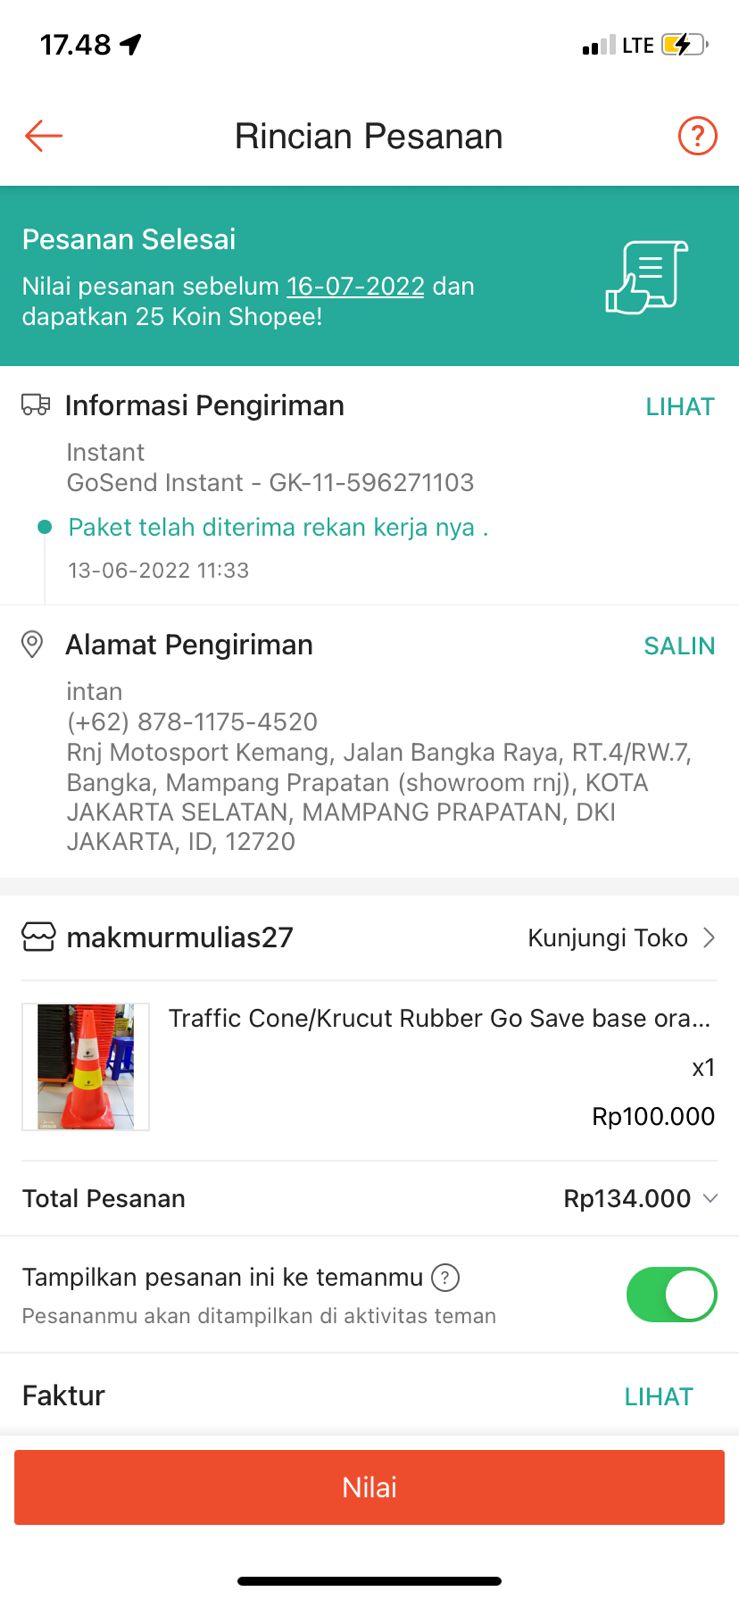 17.48
LTE
Rincian Pesanan
?
Pesanan Selesai
Nilai pesanan sebelum 16-07-2022 dan
dapatkan 25 Koin Shopee!
Informasi Pengiriman
LIHAT
Instant
GoSend Instant - GK-11-596271103
Paket telah diterima rekan kerja nya .
13-06-2022 11:33
Alamat Pengiriman
SALIN
intan
(+62) 878-1175-4520
Rnj Motosport Kemang, Jalan Bangka Raya, RT.4/RW.7,
Bangka, Mampang Prapatan (showroom rnj), KOTA
JAKARTA SELATAN, MAMPANG PRAPATAN, DKI
JAKARTA, ID, 12720
makmurmulias27
Kunjungi Toko
Traffic Cone/Krucut Rubber Go Save base ora...
x1
Rp100.000
Total Pesanan
Rp134.000
Tampilkan pesanan ini ke temanmu ?
Pesananmu akan ditampilkan di aktivitas teman
Faktur
LIHAT
Nilai